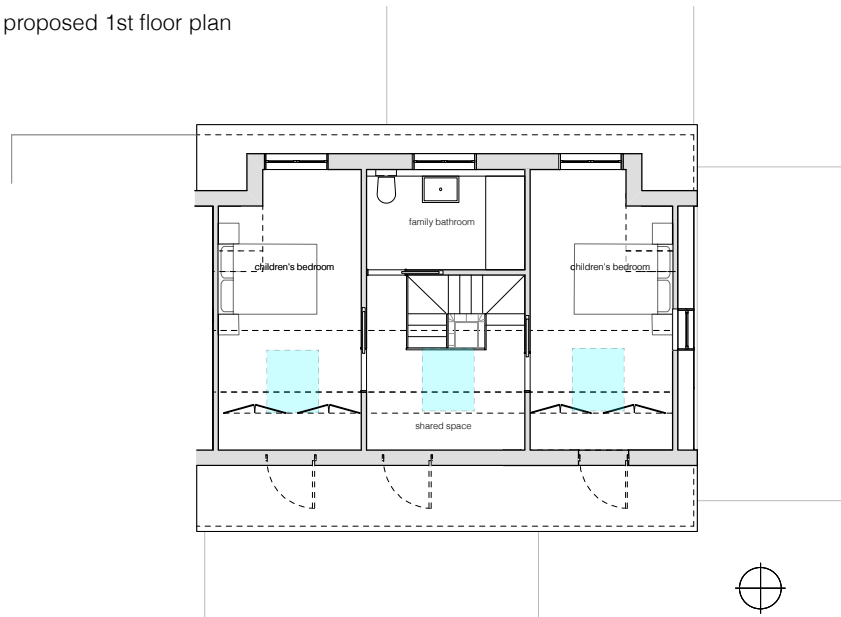 proposed 1st floor plan
family bathroom
children's bedroom
children's bedroom
shared space